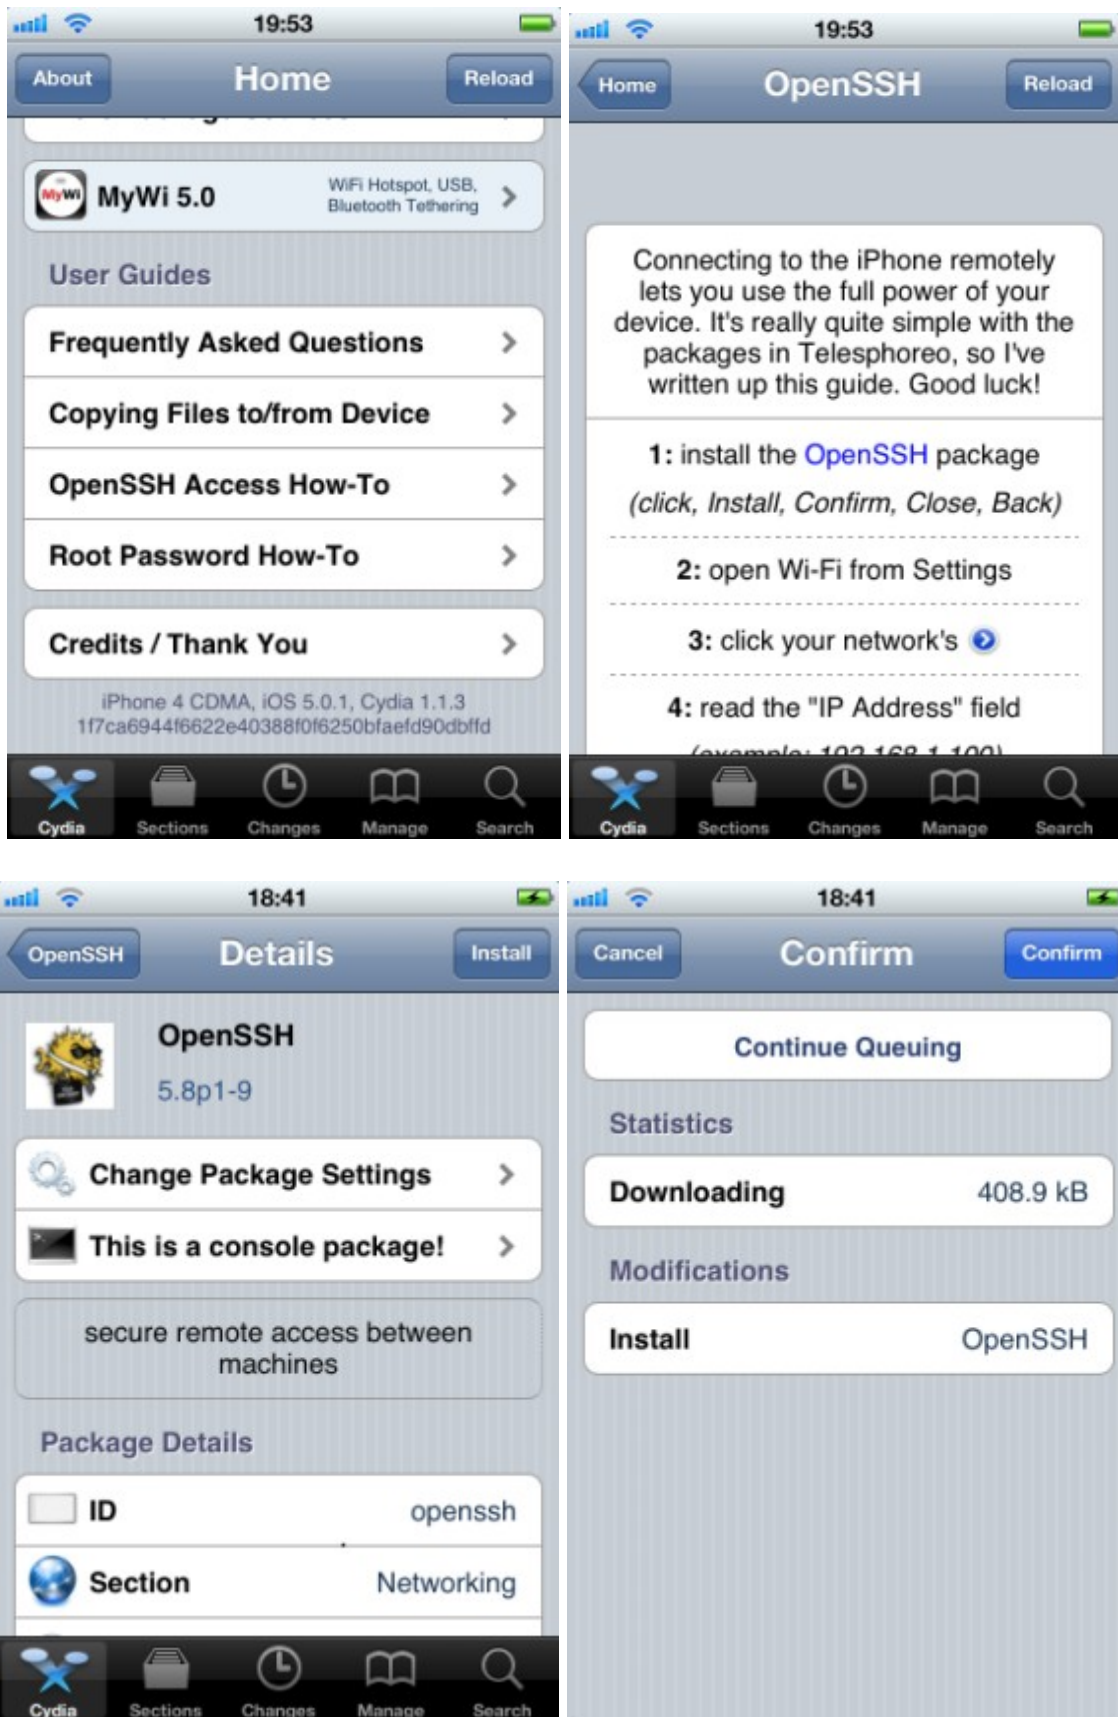 19:53
About
Home
Reload
MyWi
MyWi 5.0
WiFi Hotspot, USB,
Bluetooth Tethering
User Guides
Frequently Asked Questions
Copying Files to/from Device
OpenSSH Access How-To
Root Password How-To
Credits / Thank You
iPhone 4 CDMA, iOS 5.0.1, Cydia 1.1.3
1f7ca6944f6622e40388f0f6250bfaefd90dbffd
Cydia
Sections
Changes
Manage
Search
19:53
Home
OpenSSH
Reload
Connecting to the iPhone remotely
lets you use the full power of your
device. It's really quite simple with the
packages in Telesphoreo, so I've
written up this guide. Good luck!
1: install the OpenSSH package
(click, Install, Confirm, Close, Back)
2: open Wi-Fi from Settings
3: click your network's
4: read the "IP Address" field
(example: 192.168.1.100)
Cydia
Sections
Changes
Manage
Search
18:41
OpenSSH
Details
Install
OpenSSH
5.8p1-9
Change Package Settings
This is a console package!
secure remote access between
machines
Package Details
ID
openssh
Section
Networking
Cydia
Sections
Changes
Manage
Search
18:41
Cancel
Confirm
Confirm
Continue Queuing
Statistics
Downloading
408.9 kB
Modifications
Install
OpenSSH